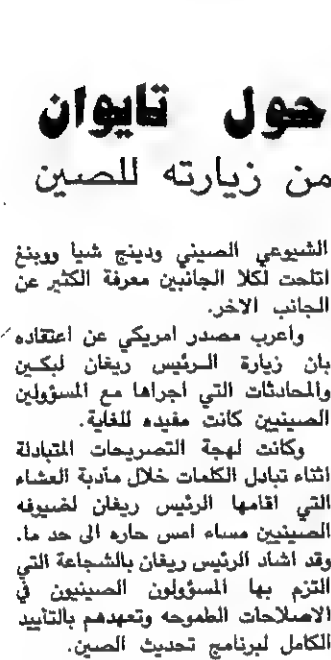 حول تايوان
من زيارته للصين
الشيوعي الصيني ودينج شيا ووبنغ
اتلحت لكلا الجانبين معرفة الكثير عن
الجانب الاخر.
واعرب مصدر امريكي عن اعتقاده
بان زيارة الرئيس ريغان لبكين
والمحادثات التي اجراها مع المسؤولين
الصينيين كانت مفيده للغاية.
وكانت لهجة التصريحات المتبادلة
اثناء تبادل الكلمات خلال مأدبة العشاء
التي اقامها الرئيس ريغان لضيوفه
الصينيين مساء امس حاره الى حد ما.
وقد اشاد الرئيس ريغان بالشجاعة التي
التزم بها المسؤولون الصينيون في
الاصلاحات الطموحه وتعهدهم بالتأييد
الكامل لبرنامج تحديث الصين.